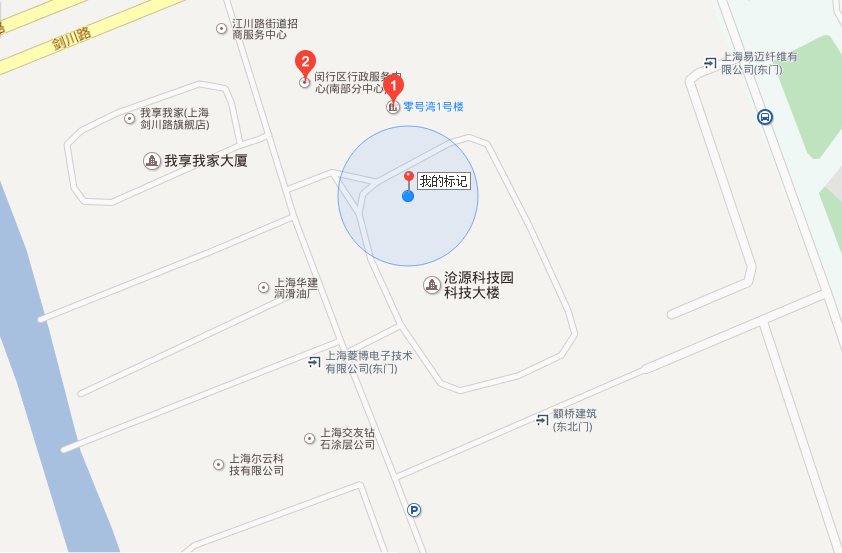 江川路街道招
商服务中心
剑川路
2
闵行区行政服务中
心(南部分中心)
1
零号湾1号楼
上海易迈纤维有
限公司(东门)
我享我家(上海
剑川路旗舰店)
我享我家大厦
我的标记
沧源科技园
科技大楼
上海华建
润滑油厂
上海菱博电子技术
有限公司(东门)
颛桥建筑
(东北门)
上海交友钻
石涂层公司
上海尔云科
技有限公司
P